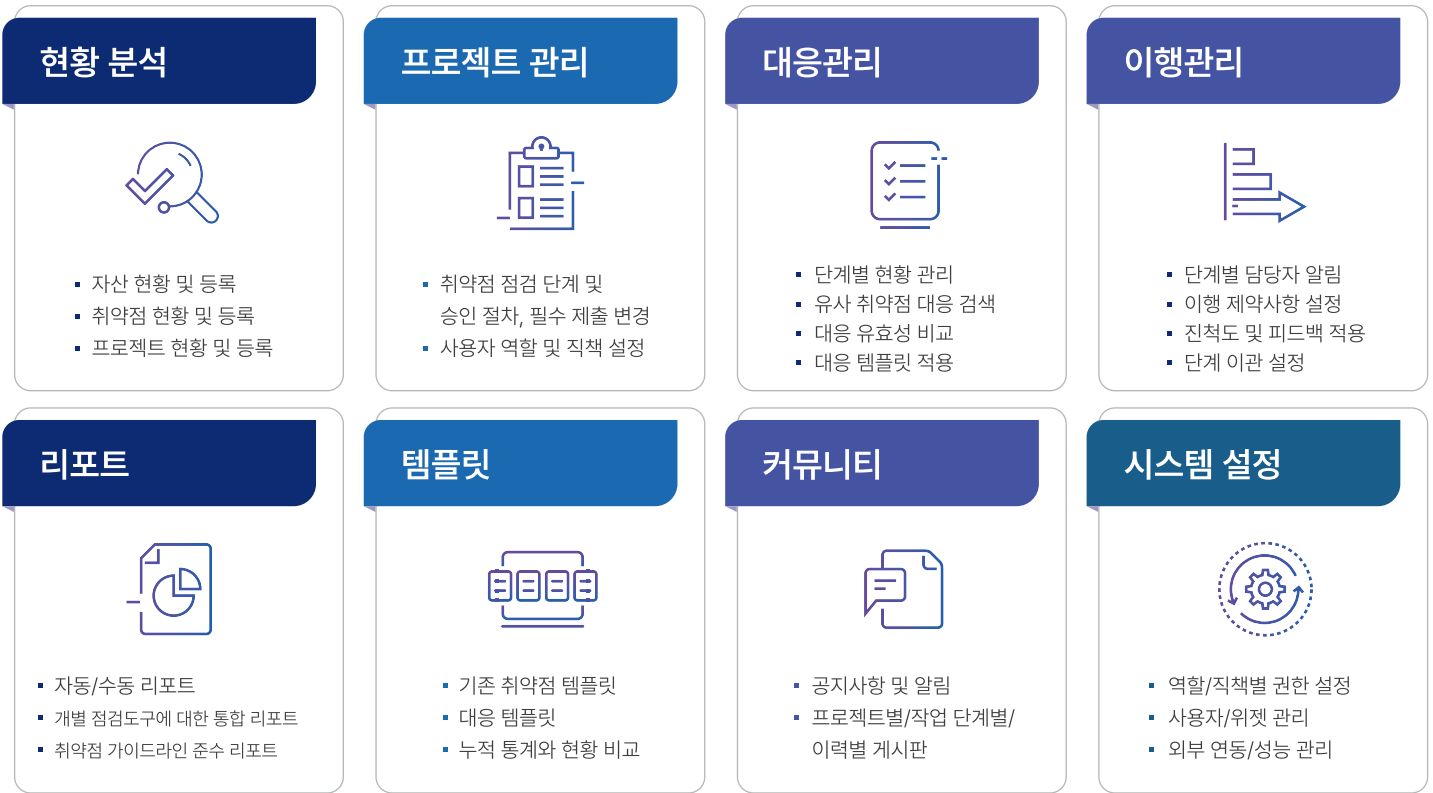 현황 분석
자산 현황 및 등록
취약점 현황 및 등록
프로젝트 현황 및 등록
프로젝트 관리
취약점 점검 단계 및
승인 절차, 필수 제출 변경
사용자 역할 및 직책 설정
대응관리
단계별 현황 관리
유사 취약점 대응 검색
대응 유효성 비교
대응 템플릿 적용
이행관리
단계별 담당자 알림
이행 제약사항 설정
진척도 및 피드백 적용
단계 이관 설정
리포트
자동/수동 리포트
개별 점검도구에 대한 통합 리포트
취약점 가이드라인 준수 리포트
템플릿
기존 취약점 템플릿
대응 템플릿
누적 통계와 현황 비교
커뮤니티
공지사항 및 알림
프로젝트별/작업 단계별/
이력별 게시판
시스템 설정
역할/직책별 권한 설정
사용자/위젯 관리
외부 연동/성능 관리